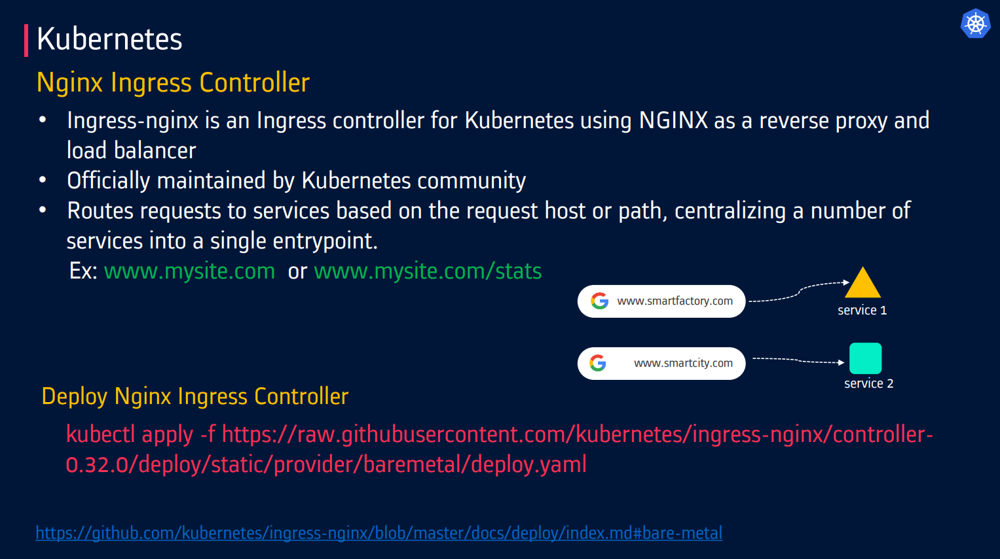 Kubernetes
Nginx Ingress Controller
• Ingress-nginx is an Ingress controller for Kubernetes using NGINX as a reverse proxy and
load balancer
• Officially maintained by Kubernetes community
• Routes requests to services based on the request host or path, centralizing a number of
services into a single entrypoint.
Ex: www.mysite.com or www.mysite.com/stats
www.smartfactory.com
service 1
www.smartcity.com
service 2
Deploy Nginx Ingress Controller
kubectl apply -f https://raw.githubusercontent.com/kubernetes/ingress-nginx/controller-
0.32.0/deploy/static/provider/baremetal/deploy.yaml
https://github.com/kubernetes/ingress-nginx/blob/master/docs/deploy/index.md#bare-metal